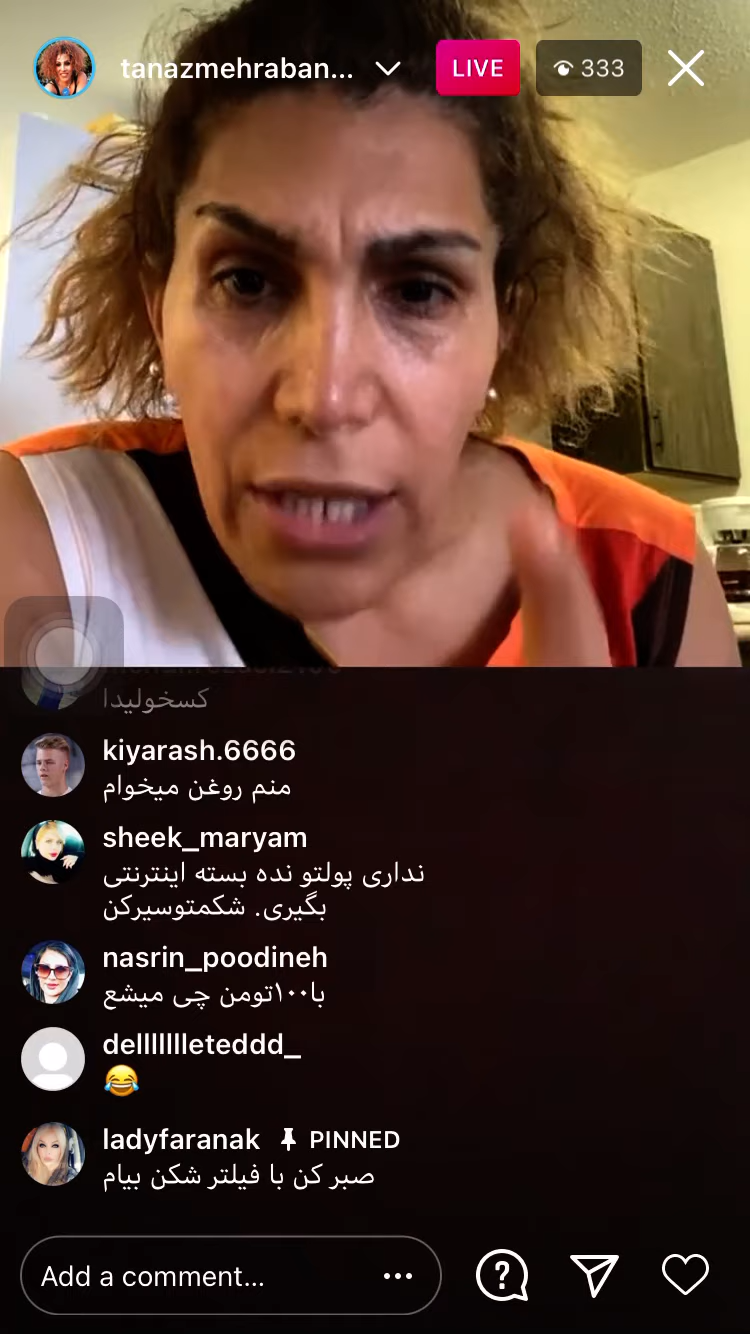 tanazmehraban...
LIVE
333
کسخولیدا
kiyarash.6666
منم روغن میخوام
sheek_maryam
نداری پولتو نده بسته اینترنتی
بگیری. شکمتوسیرکن
nasrin_poodineh
با۱۰۰تومن چی میشع
delllllllleteddd_
😂
ladyfaranak PINNED
صبر کن با فیلتر شکن بیام
Add a comment...